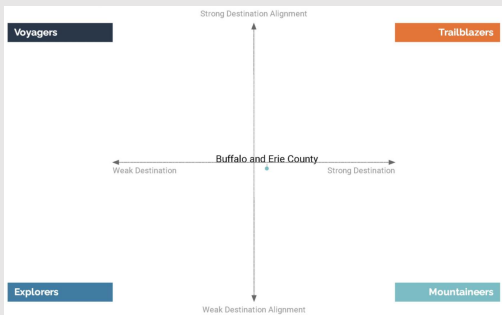 Strong Destination Alignment
Voyagers
Trailblazers
Buffalo and Erie County
Weak Destination
Strong Destination
Explorers
Mountaineers
Weak Destination Alignment